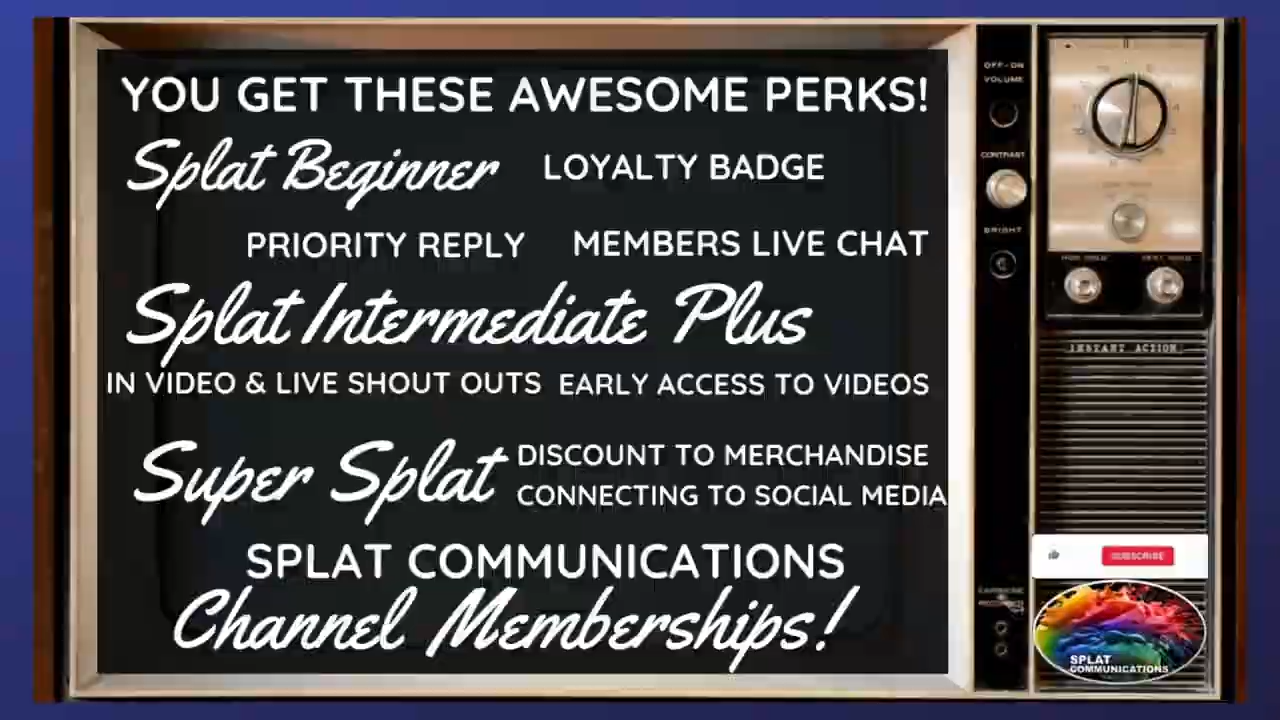 YOU GET THESE AWESOME PERKS!
Splat Beginner LOYALTY BADGE
PRIORITY REPLY MEMBERS LIVE CHAT
Splat Intermediate Plus
IN VIDEO & LIVE SHOUT OUTS EARLY ACCESS TO VIDEOS
Super Splat
DISCOUNT TO MERCHANDISE
CONNECTING TO SOCIAL MEDIA
SPLAT COMMUNICATIONS
Channel Memberships!
OFF-ON
VOLUME
CONTRAST
BRIGHT
INSTANT ACTION
SUBSCRIBE
SPLAT
COMMUNICATIONS